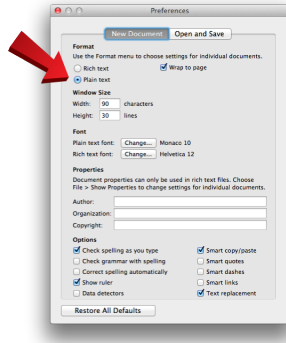 Preferences
New Document Open and Save
Format
Use the Format menu to choose settings for individual documents.
Rich text Wrap to page
Plain text
Window Size
Width: 90 characters
Height: 30 lines
Font
Plain text font: Change... Monaco 10
Rich text font: Change... Helvetica 12
Properties
Document properties can only be used in rich text files. Choose
File > Show Properties to change settings for individual documents.
Author:
Organization:
Copyright:
Options
Check spelling as you type Smart copy/paste
Check grammar with spelling Smart quotes
Correct spelling automatically Smart dashes
Show ruler Smart links
Data detectors Text replacement
Restore All Defaults